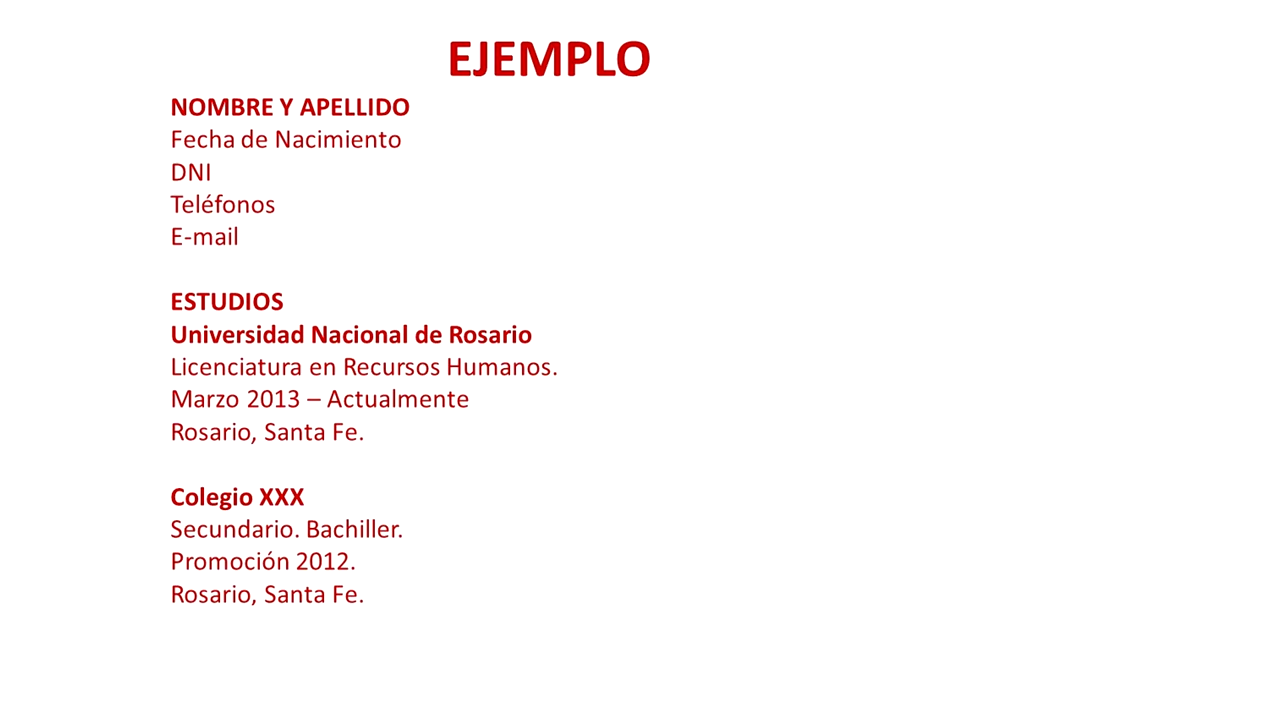 EJEMPLO
NOMBRE Y APELLIDO
Fecha de Nacimiento
DNI
Teléfonos
E-mail
ESTUDIOS
Universidad Nacional de Rosario
Licenciatura en Recursos Humanos.
Marzo 2013 – Actualmente
Rosario, Santa Fe.
Colegio XXX
Secundario. Bachiller.
Promoción 2012.
Rosario, Santa Fe.